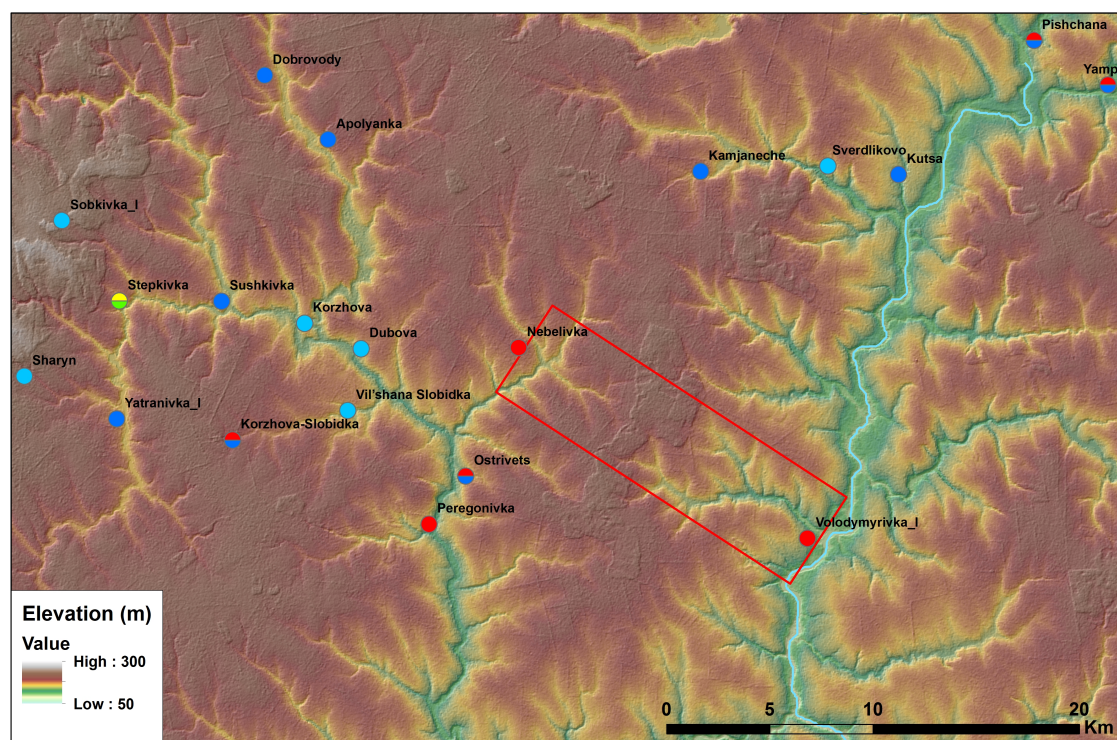 Pishchana
Dobrovody
Yamp
Apolyanka
Kamjaneche
Sverdlikovo
Kutsa
Sobkivka_I
Stepkivka
Sushkivka
Korzhova
Dubova
Nebelivka
Sharyn
Vil'shana Slobidka
Yatranivka_I
Korzhova-Slobidka
Ostrivets
Peregonivka
Volodymyrivka_I
Elevation (m)
Value
High : 300
Low : 50
0 5 10 20
Km